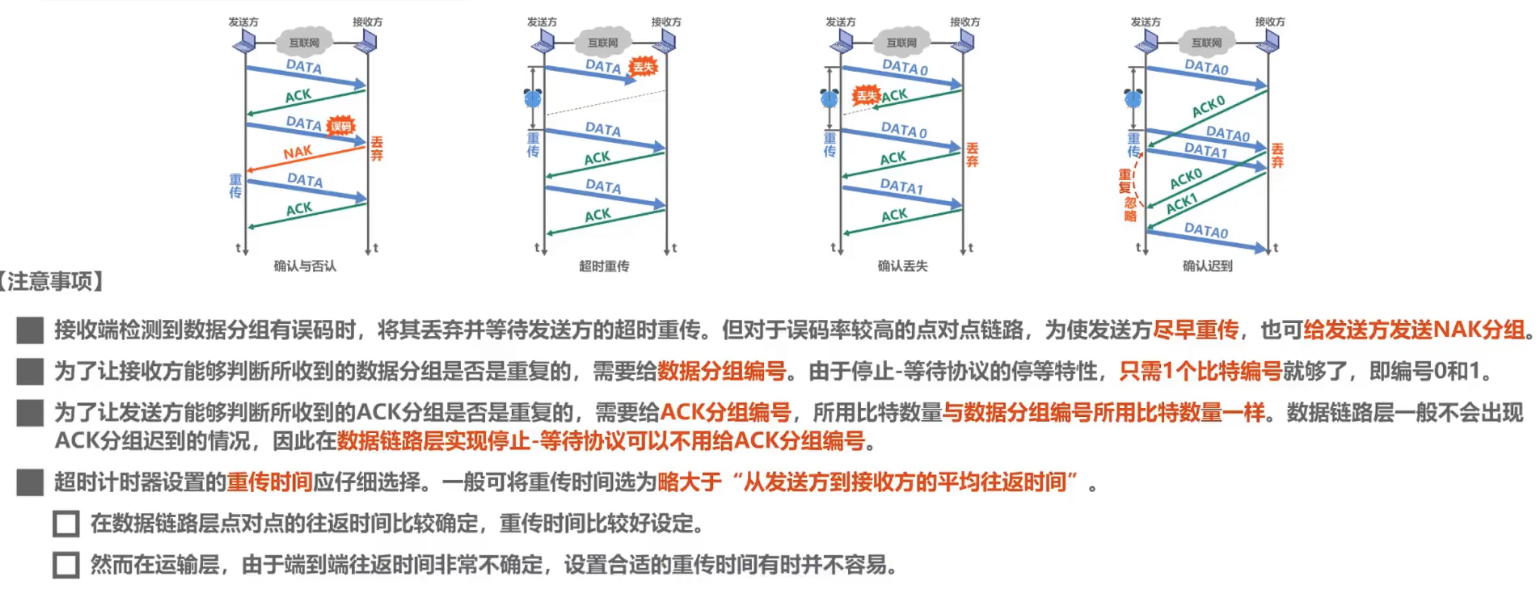 发送方 接收方
互联网
DATA
ACK
DATA 误码
丢弃
NAK
重传
DATA
ACK
t t
确认与否认
发送方 接收方
互联网
DATA 丢失
重传
DATA
ACK
DATA
ACK
t t
超时重传
发送方 接收方
互联网
DATA0
丢失 ACK
重传
DATA0
丢弃
ACK
DATA1
ACK
t t
确认丢失
发送方 接收方
互联网
DATA0
ACK0
重传
DATA0
DATA1
丢弃
重复 忽略
ACK0
ACK1
DATA0
t t
确认迟到
【注意事项】
接收端检测到数据分组有误码时，将其丢弃并等待发送方的超时重传。但对于误码率较高的点对点链路，为使发送方尽早重传，也可给发送方发送NAK分组。
为了让接收方能够判断所收到的数据分组是否是重复的，需要给数据分组编号。由于停止-等待协议的停等特性，只需1个比特编号就够了，即编号0和1。
为了让发送方能够判断所收到的ACK分组是否是重复的，需要给ACK分组编号，所用比特数量与数据分组编号所用比特数量一样。数据链路层一般不会出现
ACK分组迟到的情况，因此在数据链路层实现停止-等待协议可以不用给ACK分组编号。
超时计时器设置的重传时间应仔细选择。一般可将重传时间选为略大于“从发送方到接收方的平均往返时间”。
在数据链路层点对点的往返时间比较确定，重传时间比较好设定。
然而在运输层，由于端到端往返时间非常不确定，设置合适的重传时间有时并不容易。